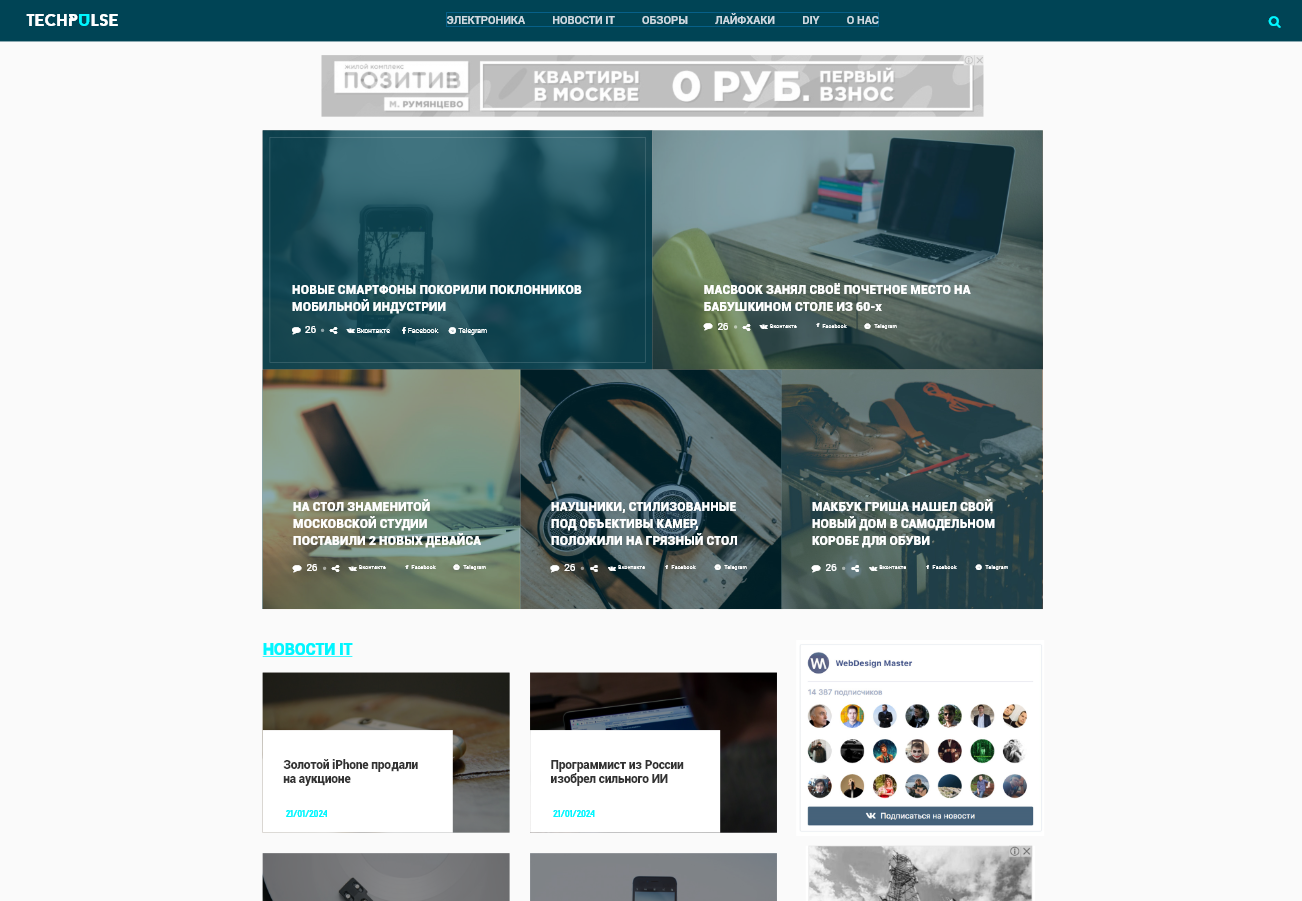 TECHPULSE
ЭЛЕКТРОНИКА НОВОСТИ IT ОБЗОРЫ ЛАЙФХАКИ DIY О НАС
ЖИЛОЙ КОМПЛЕКС
ПОЗИТИВ
М. РУМЯНЦЕВО
КВАРТИРЫ
В МОСКВЕ
0 РУБ.
ПЕРВЫЙ
ВЗНОС
НОВЫЕ СМАРТФОНЫ ПОКОРИЛИ ПОКЛОННИКОВ
МОБИЛЬНОЙ ИНДУСТРИИ
26 Вконтакте Facebook Telegram
MACBOOK ЗАНЯЛ СВОЁ ПОЧЕТНОЕ МЕСТО НА
БАБУШКИНОМ СТОЛЕ ИЗ 60-х
26 Вконтакте Facebook Telegram
НА СТОЛ ЗНАМЕНИТОЙ
МОСКОВСКОЙ СТУДИИ
ПОСТАВИЛИ 2 НОВЫХ ДЕВАЙСА
26 Вконтакте Facebook Telegram
НАУШНИКИ, СТИЛИЗОВАННЫЕ
ПОД ОБЪЕКТИВЫ КАМЕР,
ПОЛОЖИЛИ НА ГРЯЗНЫЙ СТОЛ
26 Вконтакте Facebook Telegram
МАКБУК ГРИША НАШЕЛ СВОЙ
НОВЫЙ ДОМ В САМОДЕЛЬНОМ
КОРОБЕ ДЛЯ ОБУВИ
26 Вконтакте Facebook Telegram
НОВОСТИ IT
Золотой iPhone продали
на аукционе
21/01/2024
Программист из России
изобрел сильного ИИ
21/01/2024
WebDesign Master
14 387 подписчиков
Подписаться на новости